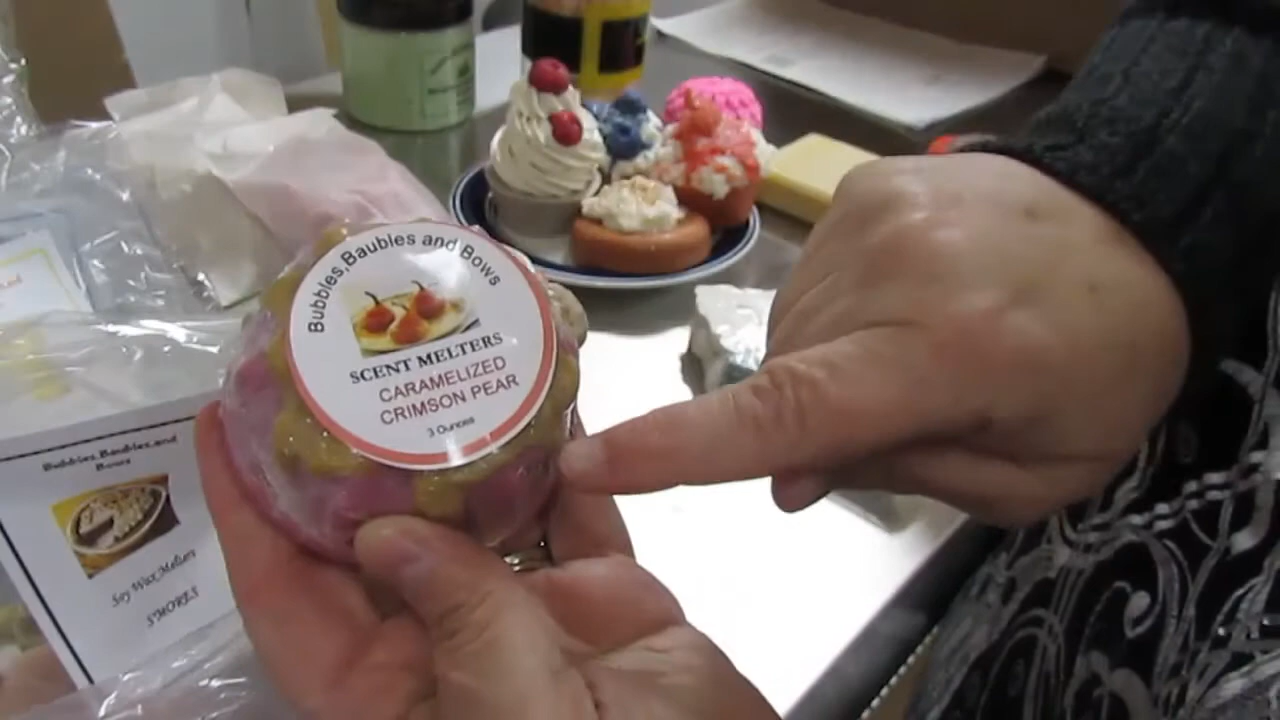 Bubbles, Baubles and Bows
SCENT MELTERS
CARAMELIZED
CRIMSON PEAR
3 Ounces
Bubbles, Baubles, and
Bows
Soy Wax Melters
S'MORES